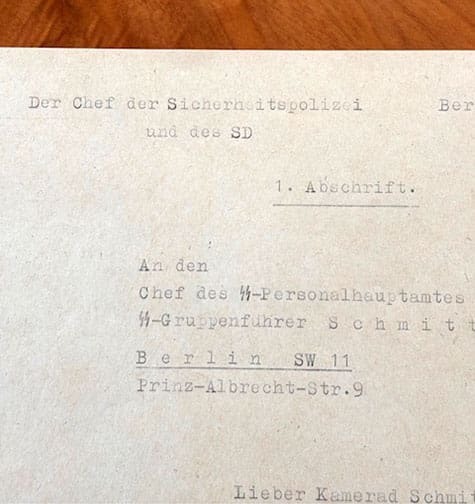 Der Chef der Sicherheitspolizei Ber
und des SD
1. Abschrift.
An den
Chef des ᛋᛋ-Personalhauptamtes
ᛋᛋ-Gruppenführer S c h m i t t
B e r l i n SW 11
Prinz-Albrecht-Str.9
Lieber Kamerad Schmi